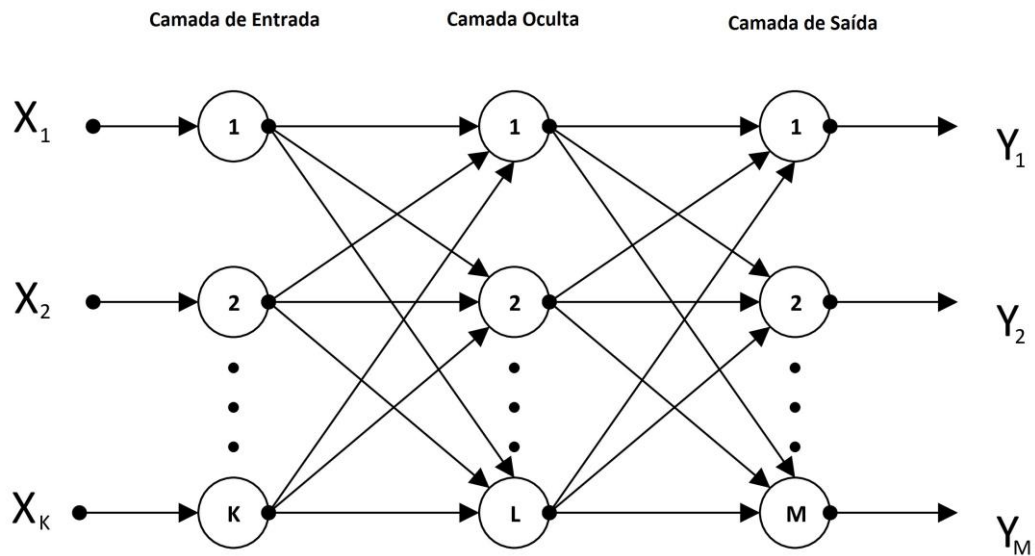 Camada de Entrada Camada Oculta Camada de Saída
X1 1 1 1 Y1
X2 2 2 2 Y2
XK K L M YM